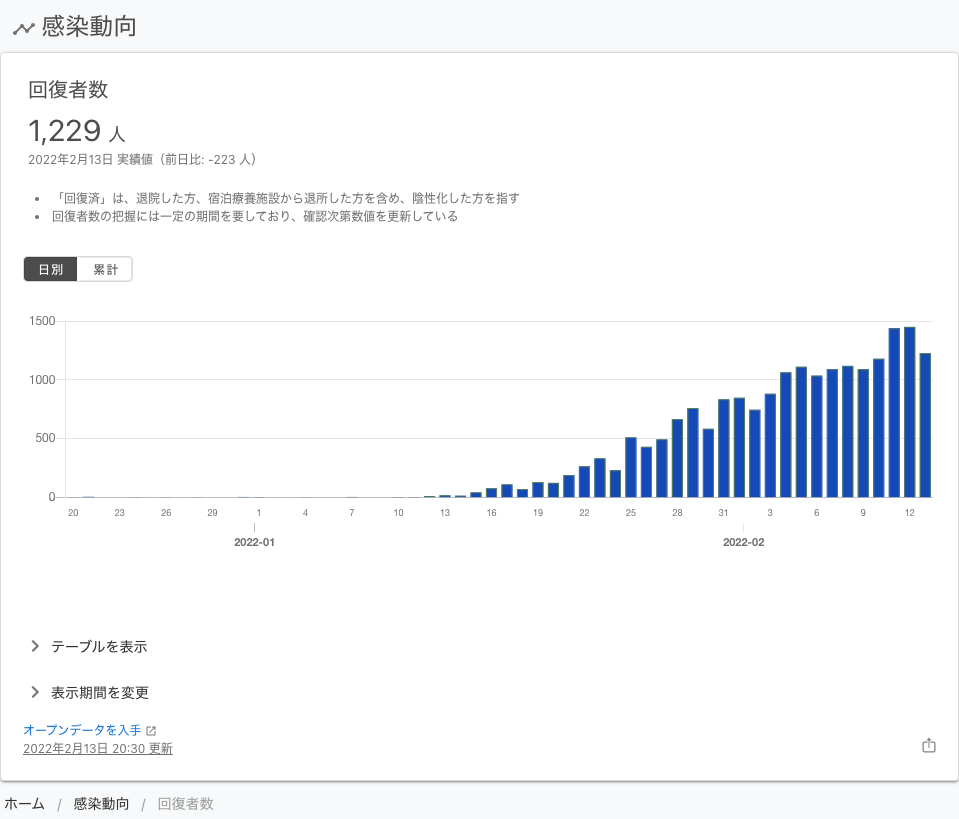 感染動向
回復者数
1,229 人
2022年2月13日 実績値（前日比: -223 人）
「回復済」は、退院した方、宿泊療養施設から退所した方を含め、陰性化した方を指す
回復者数の把握には一定の期間を要しており、確認次第数値を更新している
日別 累計
1500
1000
500
0
20 23 26 29 1 4 7 10 13 16 19 22 25 28 31 3 6 9 12
2022-01 2022-02
テーブルを表示
表示期間を変更
オープンデータを入手
2022年2月13日 20:30 更新
ホーム / 感染動向 / 回復者数